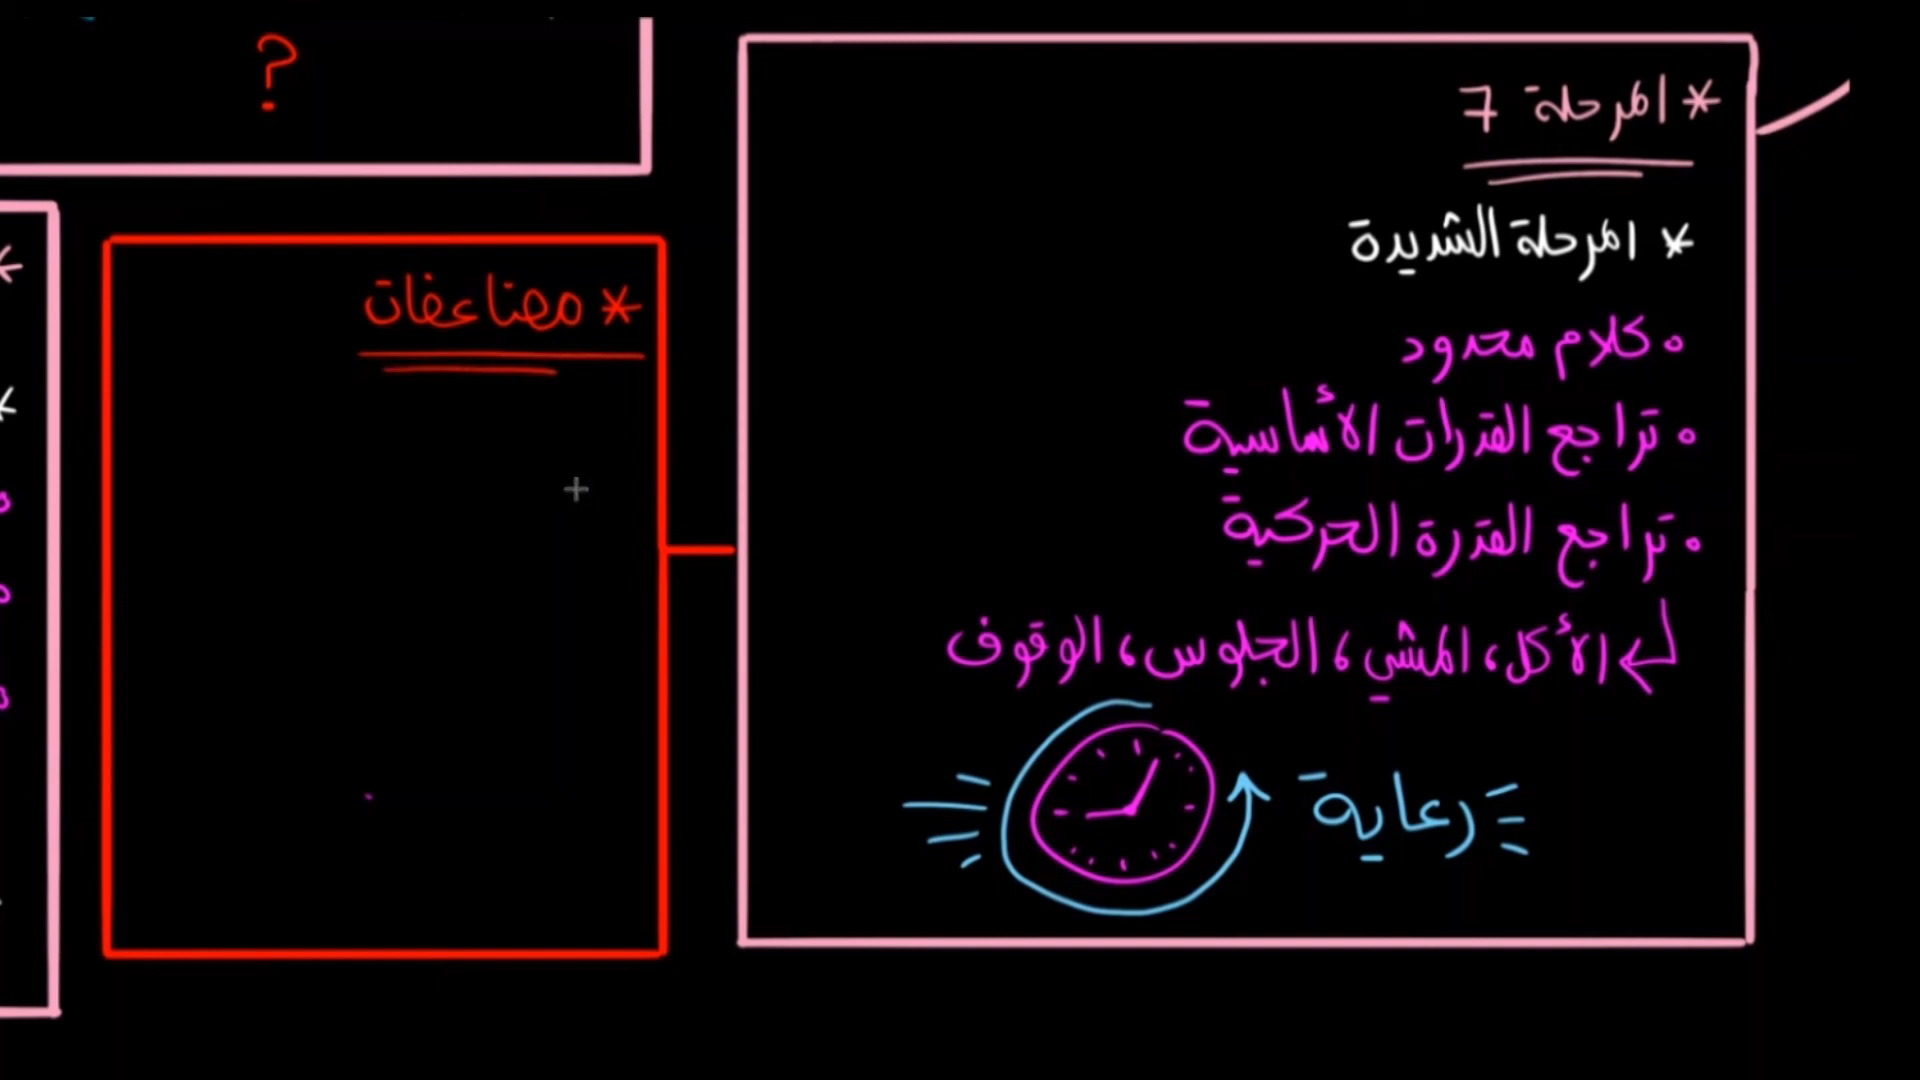 * المرحلة 7
* المرحلة الشديدة
• كلام محدود
• تراجع القدرات الأساسية
• تراجع القدرة الحركية
الأكل، المشي، الجلوس، الوقوف
رعاية
?
* مضاعفات